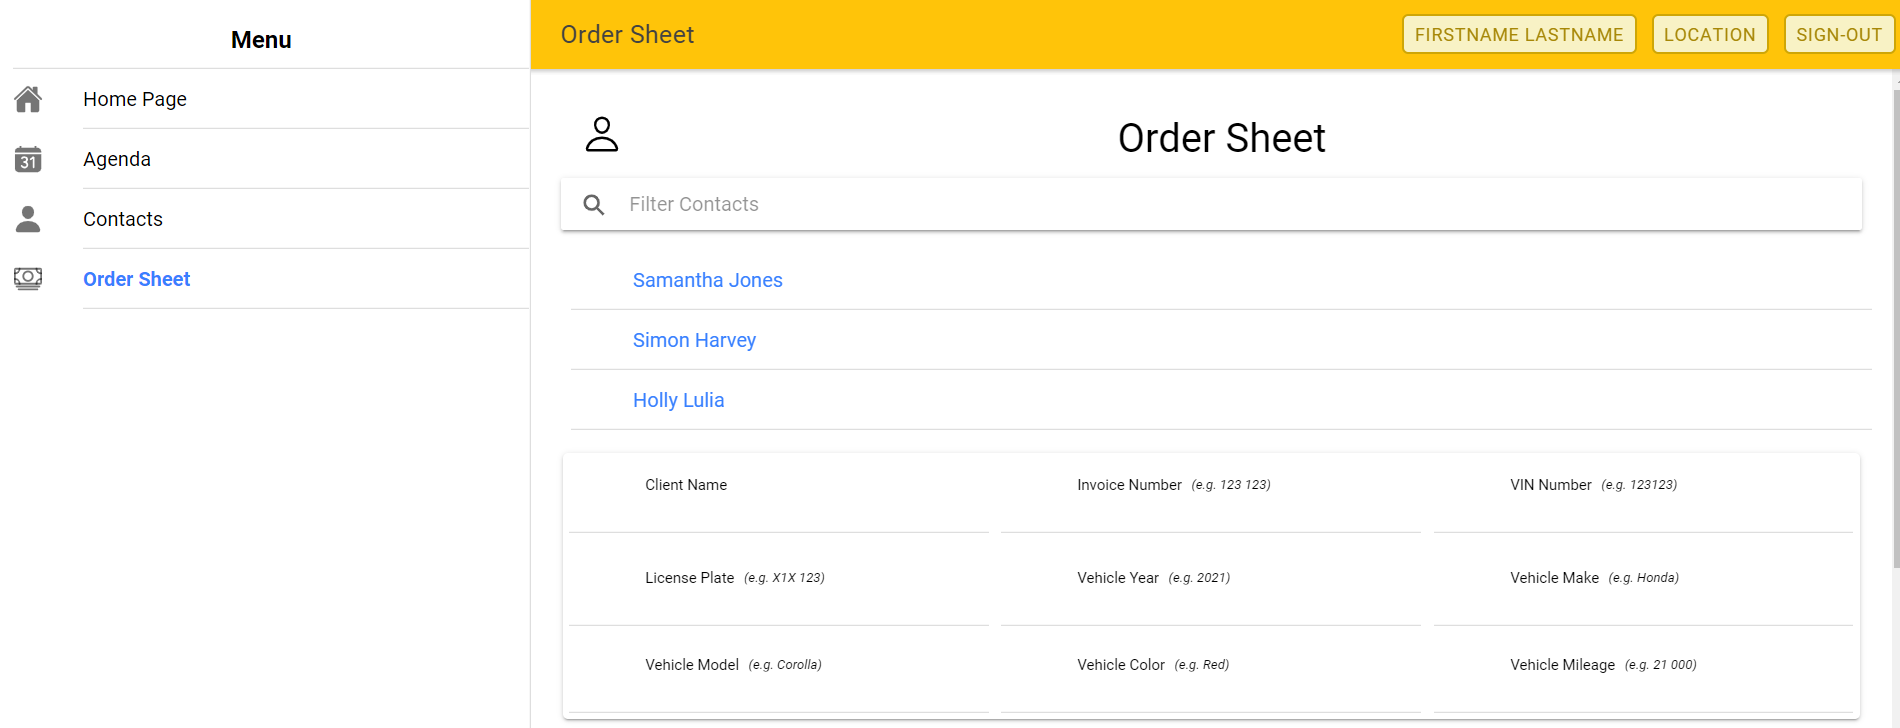 Menu
Home Page
31
Agenda
Contacts
Order Sheet
Order Sheet
FIRSTNAME LASTNAME
LOCATION
SIGN-OUT
Order Sheet
Filter Contacts
Samantha Jones
Simon Harvey
Holly Lulia
Client Name
Invoice Number (e.g. 123 123)
VIN Number (e.g. 123123)
License Plate (e.g. X1X 123)
Vehicle Year (e.g. 2021)
Vehicle Make (e.g. Honda)
Vehicle Model (e.g. Corolla)
Vehicle Color (e.g. Red)
Vehicle Mileage (e.g. 21 000)